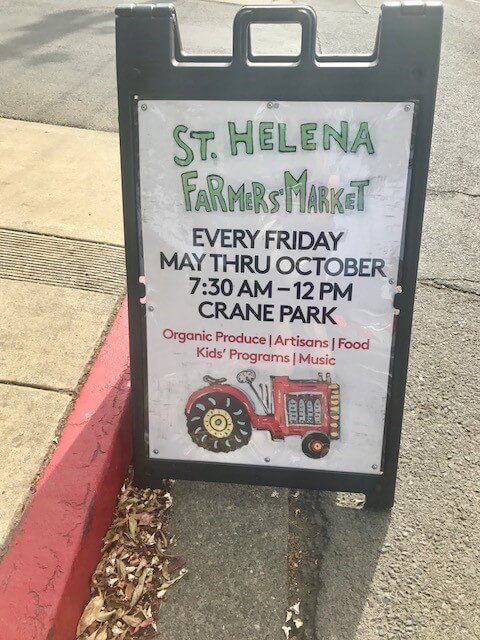 ST. HELENA
FARMERS' MARKET
EVERY FRIDAY
MAY THRU OCTOBER
7:30 AM – 12 PM
CRANE PARK
Organic Produce | Artisans | Food
Kids' Programs | Music